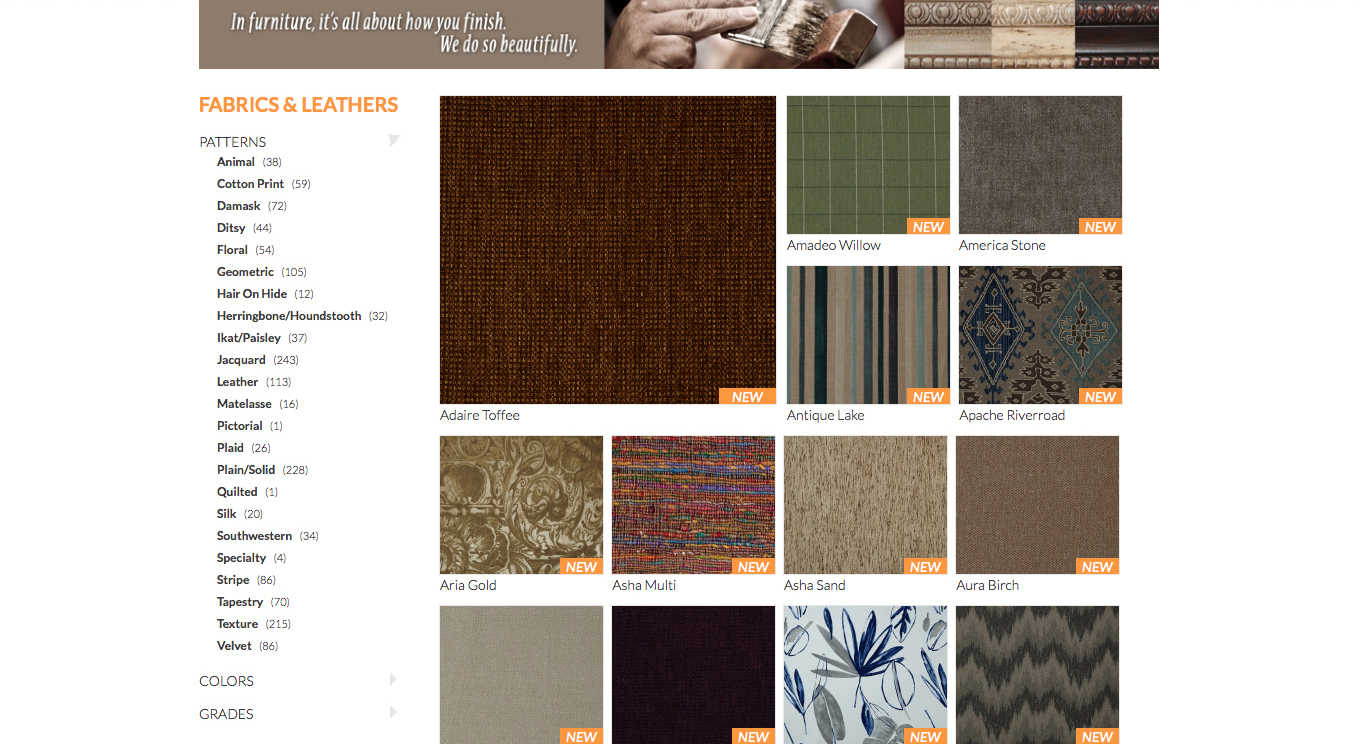 In furniture, it's all about how you finish.
We do so beautifully.
FABRICS & LEATHERS
PATTERNS
Animal (38)
Cotton Print (59)
Damask (72)
Ditsy (44)
Floral (54)
Geometric (105)
Hair On Hide (12)
Herringbone/Houndstooth (32)
Ikat/Paisley (37)
Jacquard (243)
Leather (113)
Matelasse (16)
Pictorial (1)
Plaid (26)
Plain/Solid (228)
Quilted (1)
Silk (20)
Southwestern (34)
Specialty (4)
Stripe (86)
Tapestry (70)
Texture (215)
Velvet (86)
COLORS
GRADES
NEW NEW
Amadeo Willow America Stone
NEW NEW NEW
Adaire Toffee Antique Lake Apache Riverroad
NEW NEW NEW NEW
Aria Gold Asha Multi Asha Sand Aura Birch
NEW NEW NEW NEW